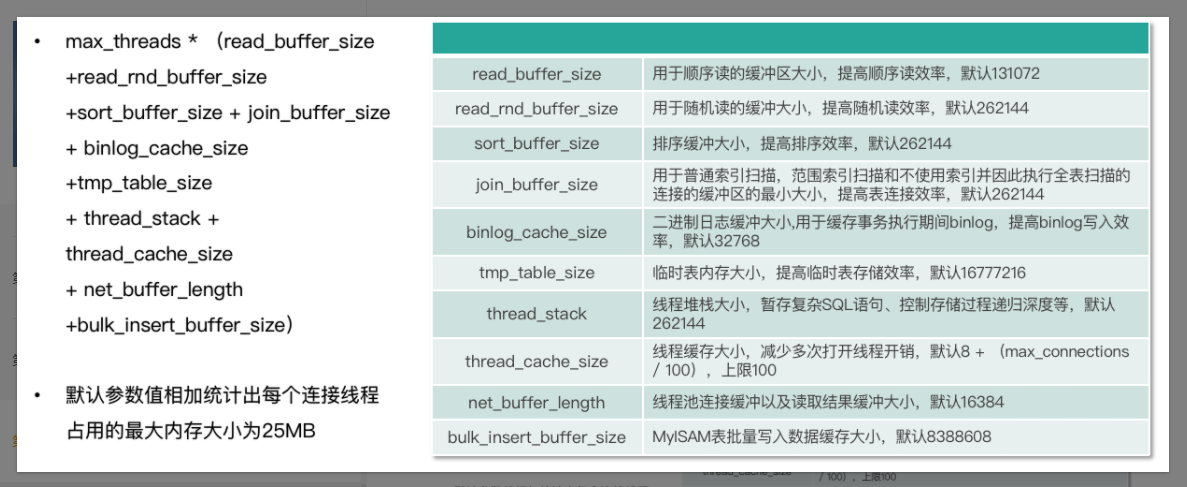 • max_threads * （read_buffer_size
+read_rnd_buffer_size
+sort_buffer_size + join_buffer_size
+ binlog_cache_size
+tmp_table_size
+ thread_stack +
thread_cache_size
+ net_buffer_length
+bulk_insert_buffer_size）
• 默认参数值相加统计出每个连接线程
占用的最大内存大小为25MB
read_buffer_size 用于顺序读的缓冲区大小，提高顺序读效率，默认131072
read_rnd_buffer_size 用于随机读的缓冲大小，提高随机读效率，默认262144
sort_buffer_size 排序缓冲大小，提高排序效率，默认262144
join_buffer_size 用于普通索引扫描，范围索引扫描和不使用索引并因此执行全表扫描的
连接的缓冲区的最小大小，提高表连接效率，默认262144
binlog_cache_size 二进制日志缓冲大小,用于缓存事务执行期间binlog，提高binlog写入效
率，默认32768
tmp_table_size 临时表内存大小，提高临时表存储效率，默认16777216
thread_stack 线程堆栈大小，暂存复杂SQL语句、控制存储过程递归深度等，默认
262144
thread_cache_size 线程缓存大小，减少多次打开线程开销，默认8 + （max_connections
/ 100），上限100
net_buffer_length 线程池连接缓冲以及读取结果缓冲大小，默认16384
bulk_insert_buffer_size MyISAM表批量写入数据缓存大小，默认8388608
thread_cache_size / 100），上限100